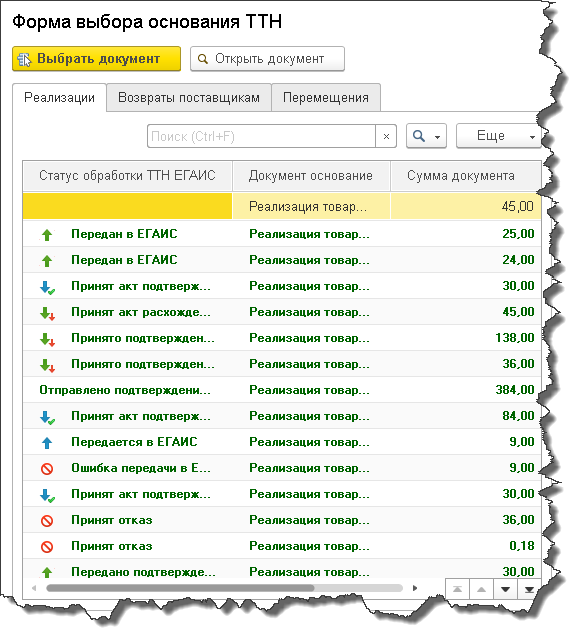 Форма выбора основания ТТН
Выбрать документ Открыть документ
Реализации Возвраты поставщикам Перемещения
Поиск (Ctrl+F) × Еще
Статус обработки ТТН ЕГАИС Документ основание Сумма документа
Реализация товар... 45,00
Передан в ЕГАИС Реализация товар... 25,00
Передан в ЕГАИС Реализация товар... 24,00
Принят акт подтверж... Реализация товар... 30,00
Принят акт расхожде... Реализация товар... 45,00
Принято подтвержден... Реализация товар... 138,00
Принято подтвержден... Реализация товар... 36,00
Отправлено подтверждени... Реализация товар... 384,00
Принят акт подтверж... Реализация товар... 84,00
Передается в ЕГАИС Реализация товар... 9,00
Ошибка передачи в Е... Реализация товар... 9,00
Принят акт подтверж... Реализация товар... 30,00
Принят отказ Реализация товар... 36,00
Принят отказ Реализация товар... 0,18
Передано подтвержде... Реализация товар... 30,00